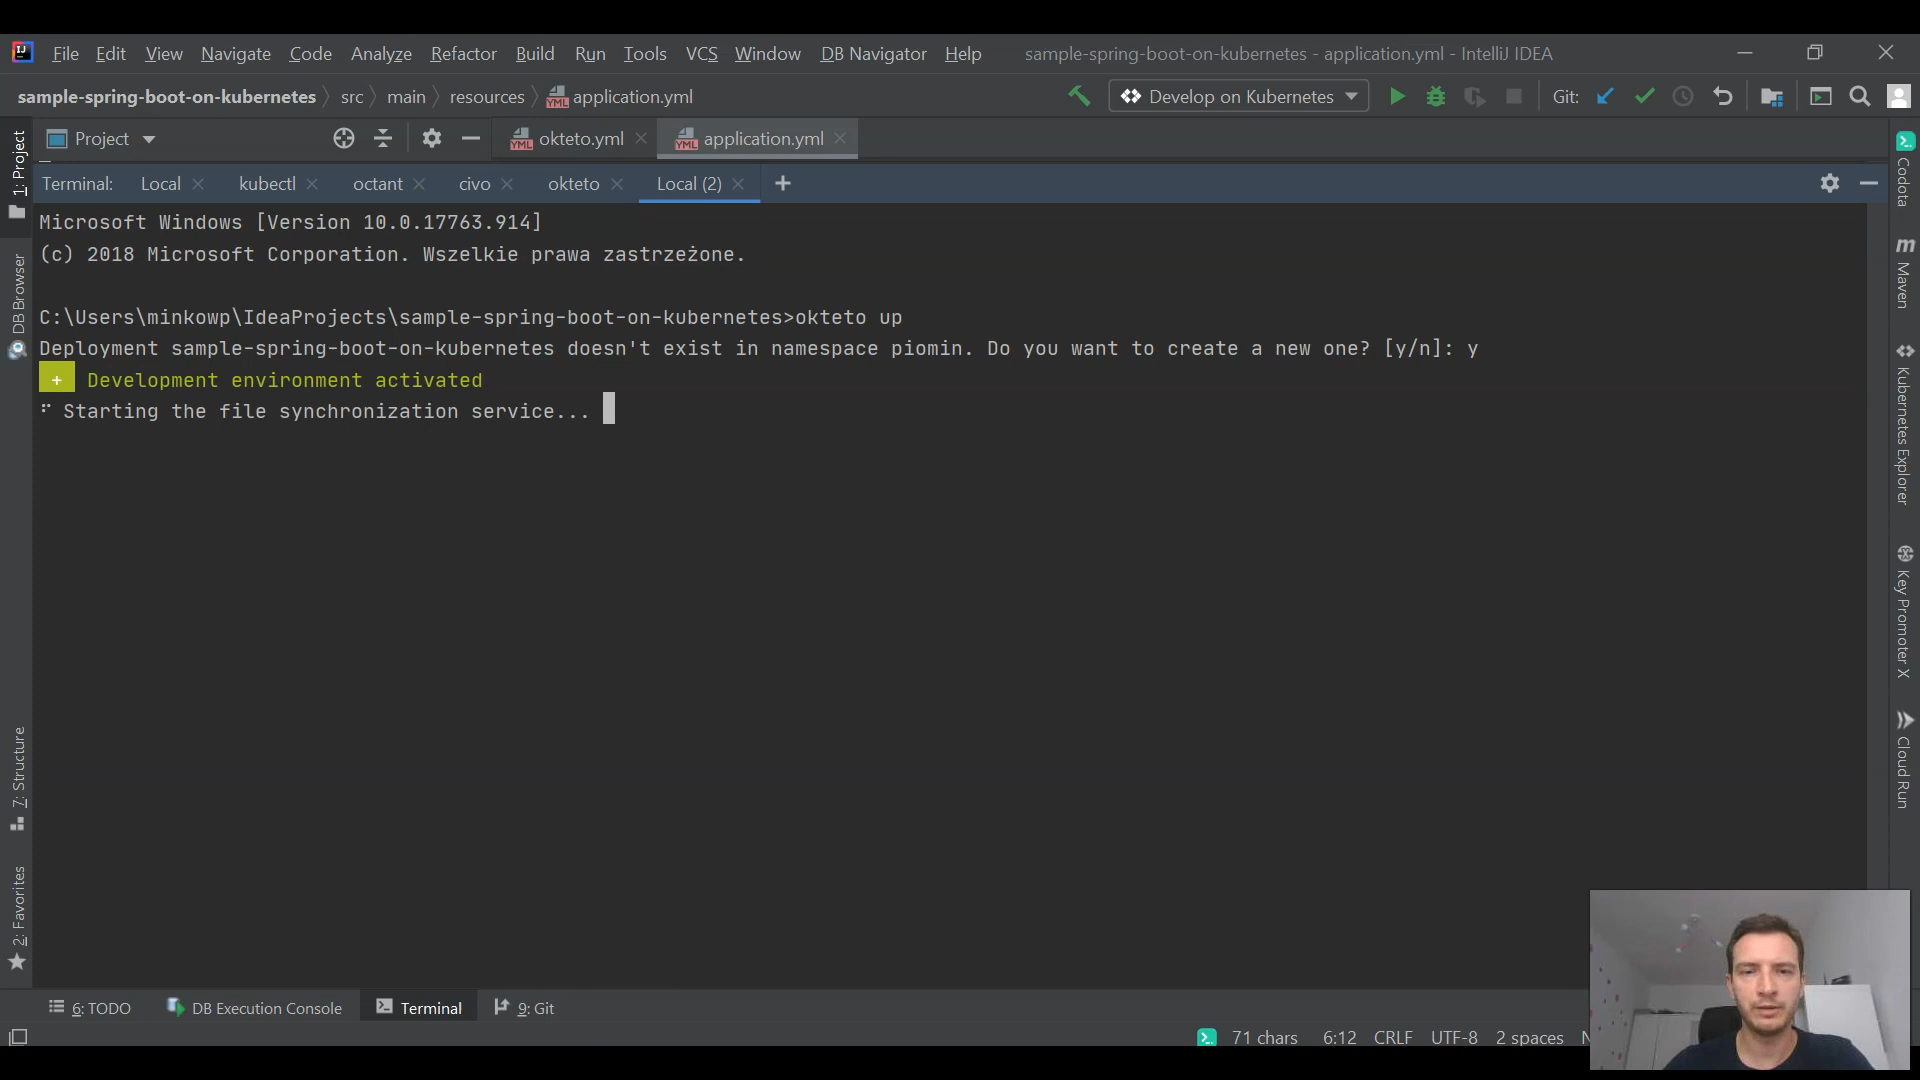 File Edit View Navigate Code Analyze Refactor Build Run Tools VCS Window DB Navigator Help sample-spring-boot-on-kubernetes - application.yml - IntelliJ IDEA
sample-spring-boot-on-kubernetes src main resources application.yml Develop on Kubernetes Git:
Project okteto.yml application.yml
Terminal: Local kubectl octant civo okteto Local (2) +
Microsoft Windows [Version 10.0.17763.914]
(c) 2018 Microsoft Corporation. Wszelkie prawa zastrzeżone.
C:\Users\minkowp\IdeaProjects\sample-spring-boot-on-kubernetes>okteto up
Deployment sample-spring-boot-on-kubernetes doesn't exist in namespace piomin. Do you want to create a new one? [y/n]: y
+ Development environment activated
Starting the file synchronization service...
1: Project
DB Browser
7: Structure
2: Favorites
Codota
Maven
Kubernetes Explorer
Key Promoter X
Cloud Run
6: TODO DB Execution Console Terminal 9: Git
71 chars 6:12 CRLF UTF-8 2 spaces